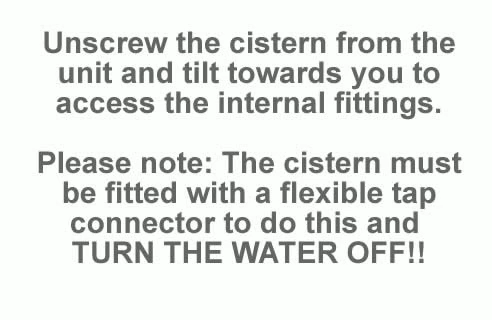 Unscrew the cistern from the
unit and tilt towards you to
access the internal fittings.
Please note: The cistern must
be fitted with a flexible tap
connector to do this and
TURN THE WATER OFF!!